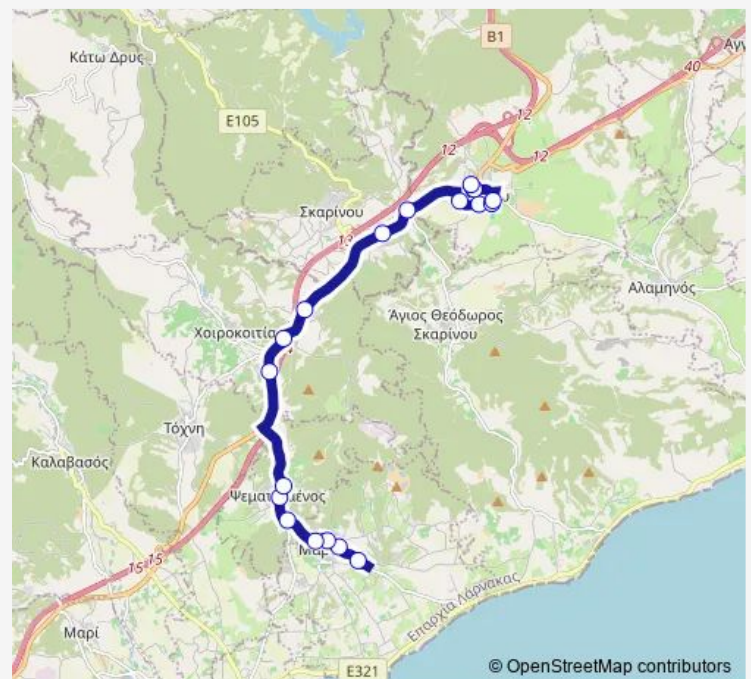 Κάτω Δρυς
B1
Αγγ
40
12
E105
12
12
Σκαρίνου
13
Αλαμηνός
Άγιος Θεόδωρος
Σκαρίνου
Χοιροκοιτία
Τόχνη
Καλαβασός
15 15
Μαρί
Επαρχία Λάρνακας
E321
© OpenStreetMap contributors